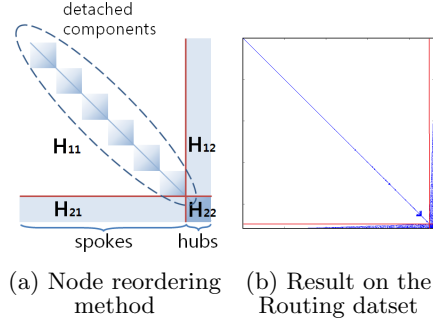 detached
components
H11
H12
H21
H22
spokes
hubs
(a) Node reordering
method
(b) Result on the
Routing datset